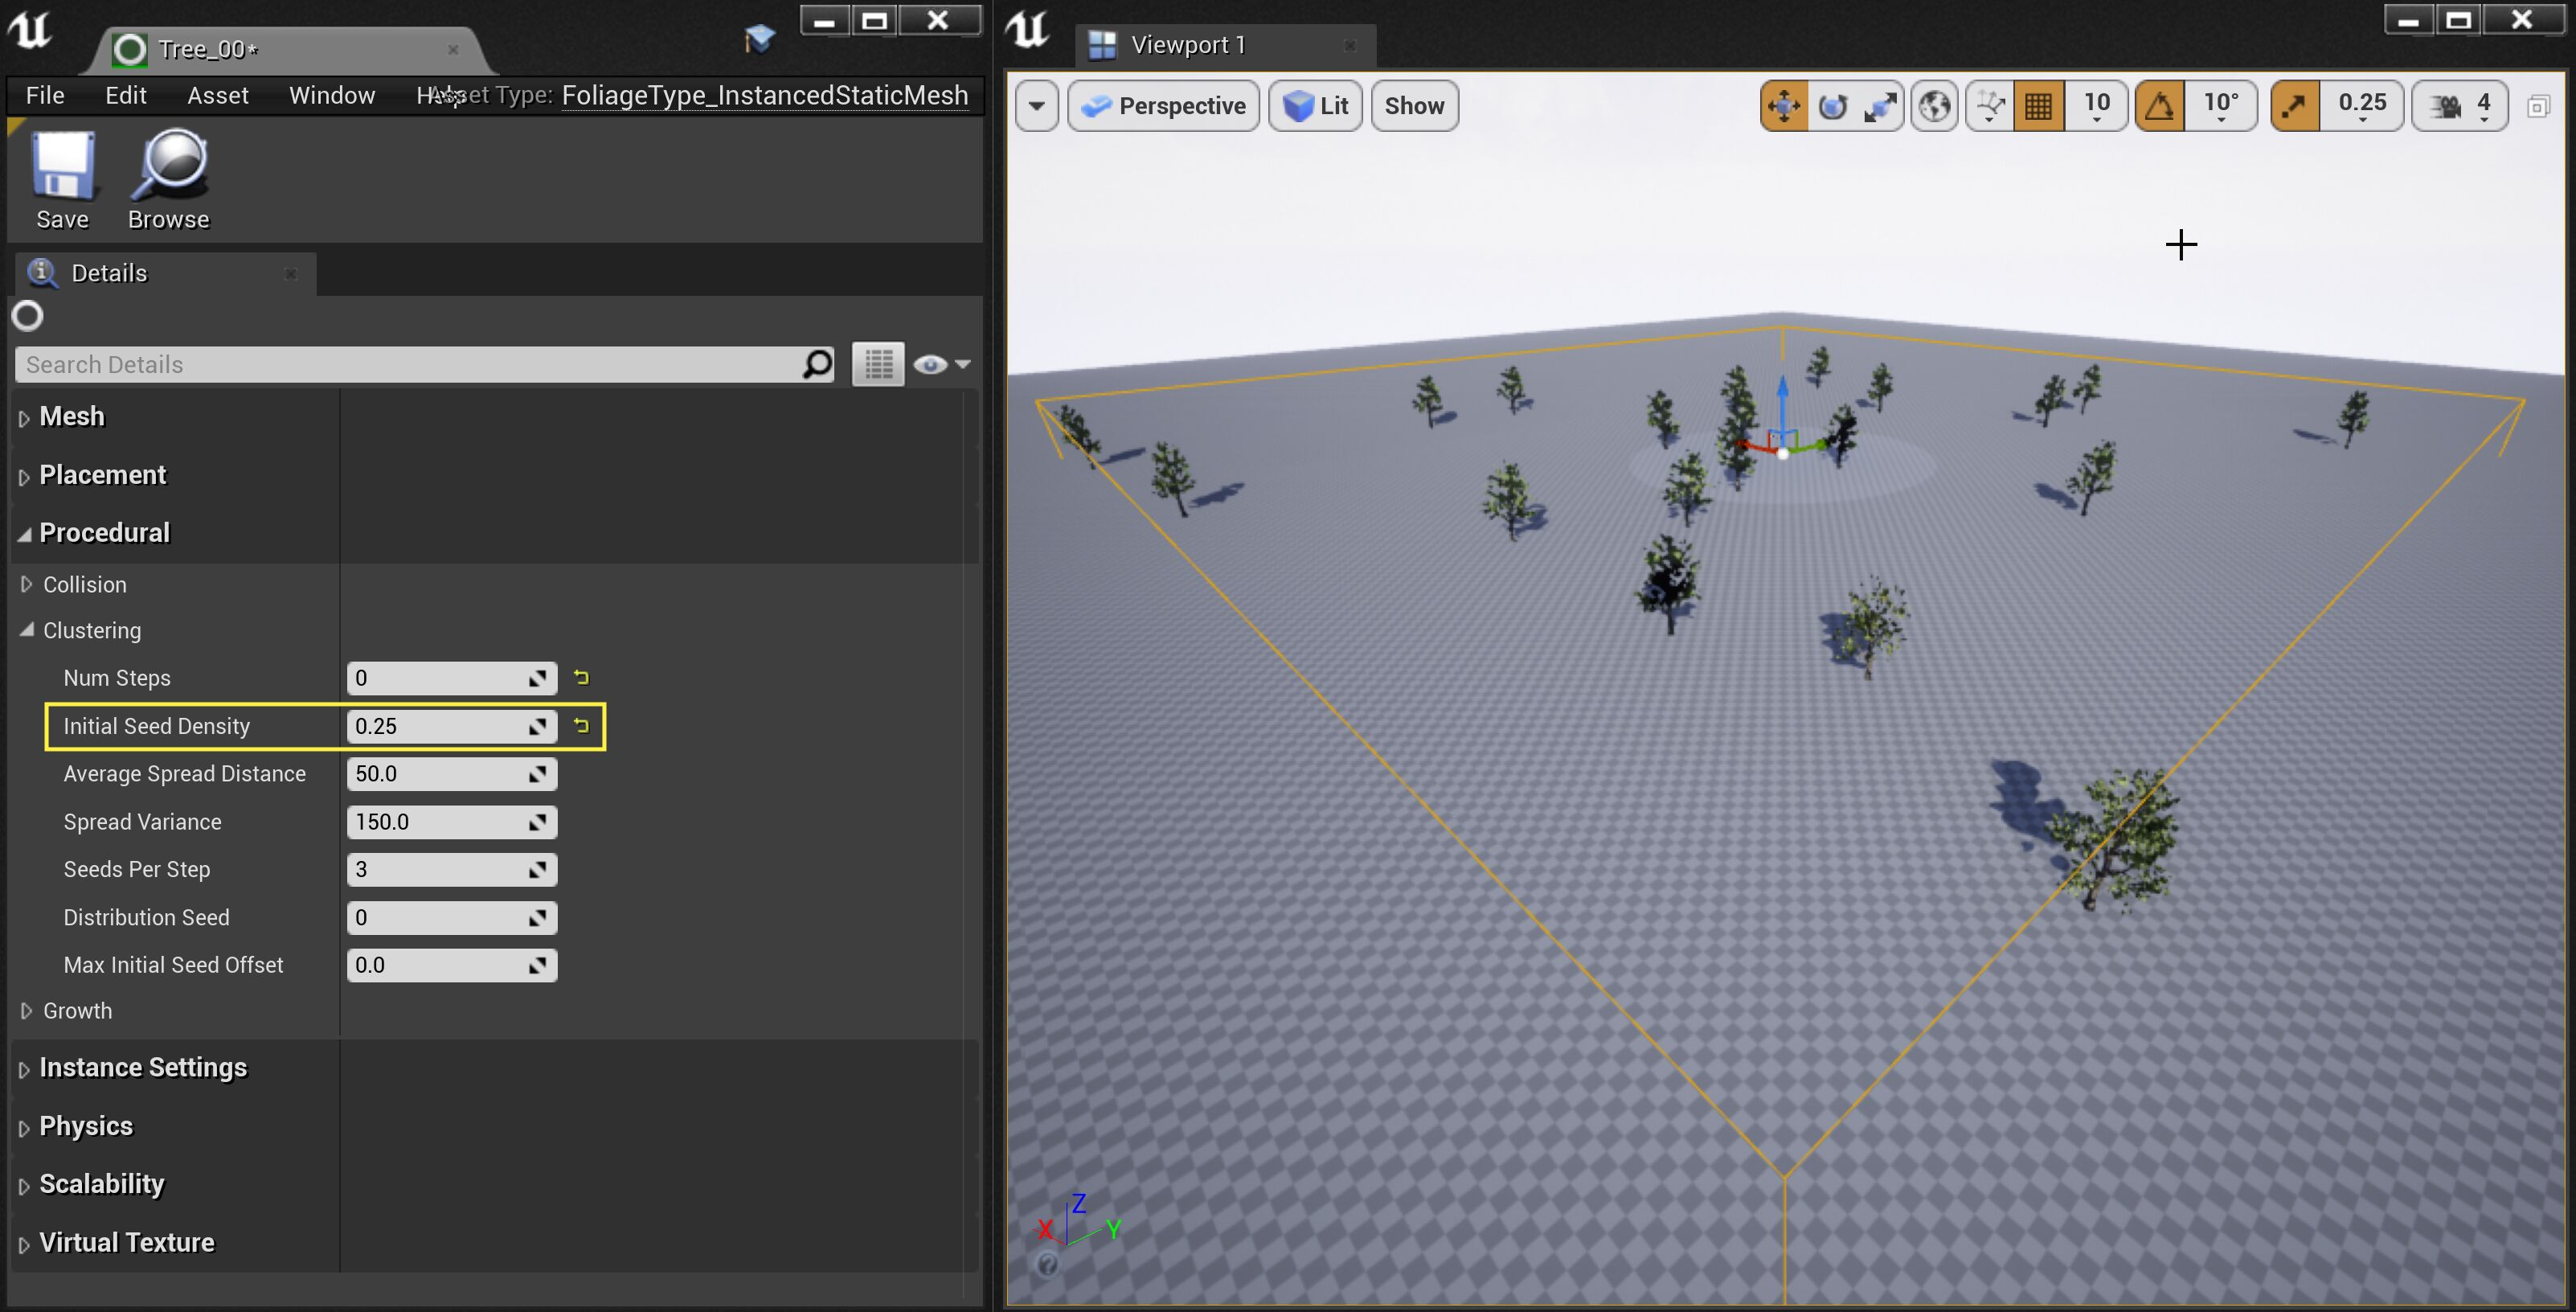 Tree_00*
File Edit Asset Window Help Asset Type: FoliageType_InstancedStaticMesh
Save Browse
Details
Search Details
Mesh
Placement
Procedural
Collision
Clustering
Num Steps 0
Initial Seed Density 0.25
Average Spread Distance 50.0
Spread Variance 150.0
Seeds Per Step 3
Distribution Seed 0
Max Initial Seed Offset 0.0
Growth
Instance Settings
Physics
Scalability
Virtual Texture
Viewport 1
Perspective Lit Show 10 10° 0.25 4
Z
X Y
?